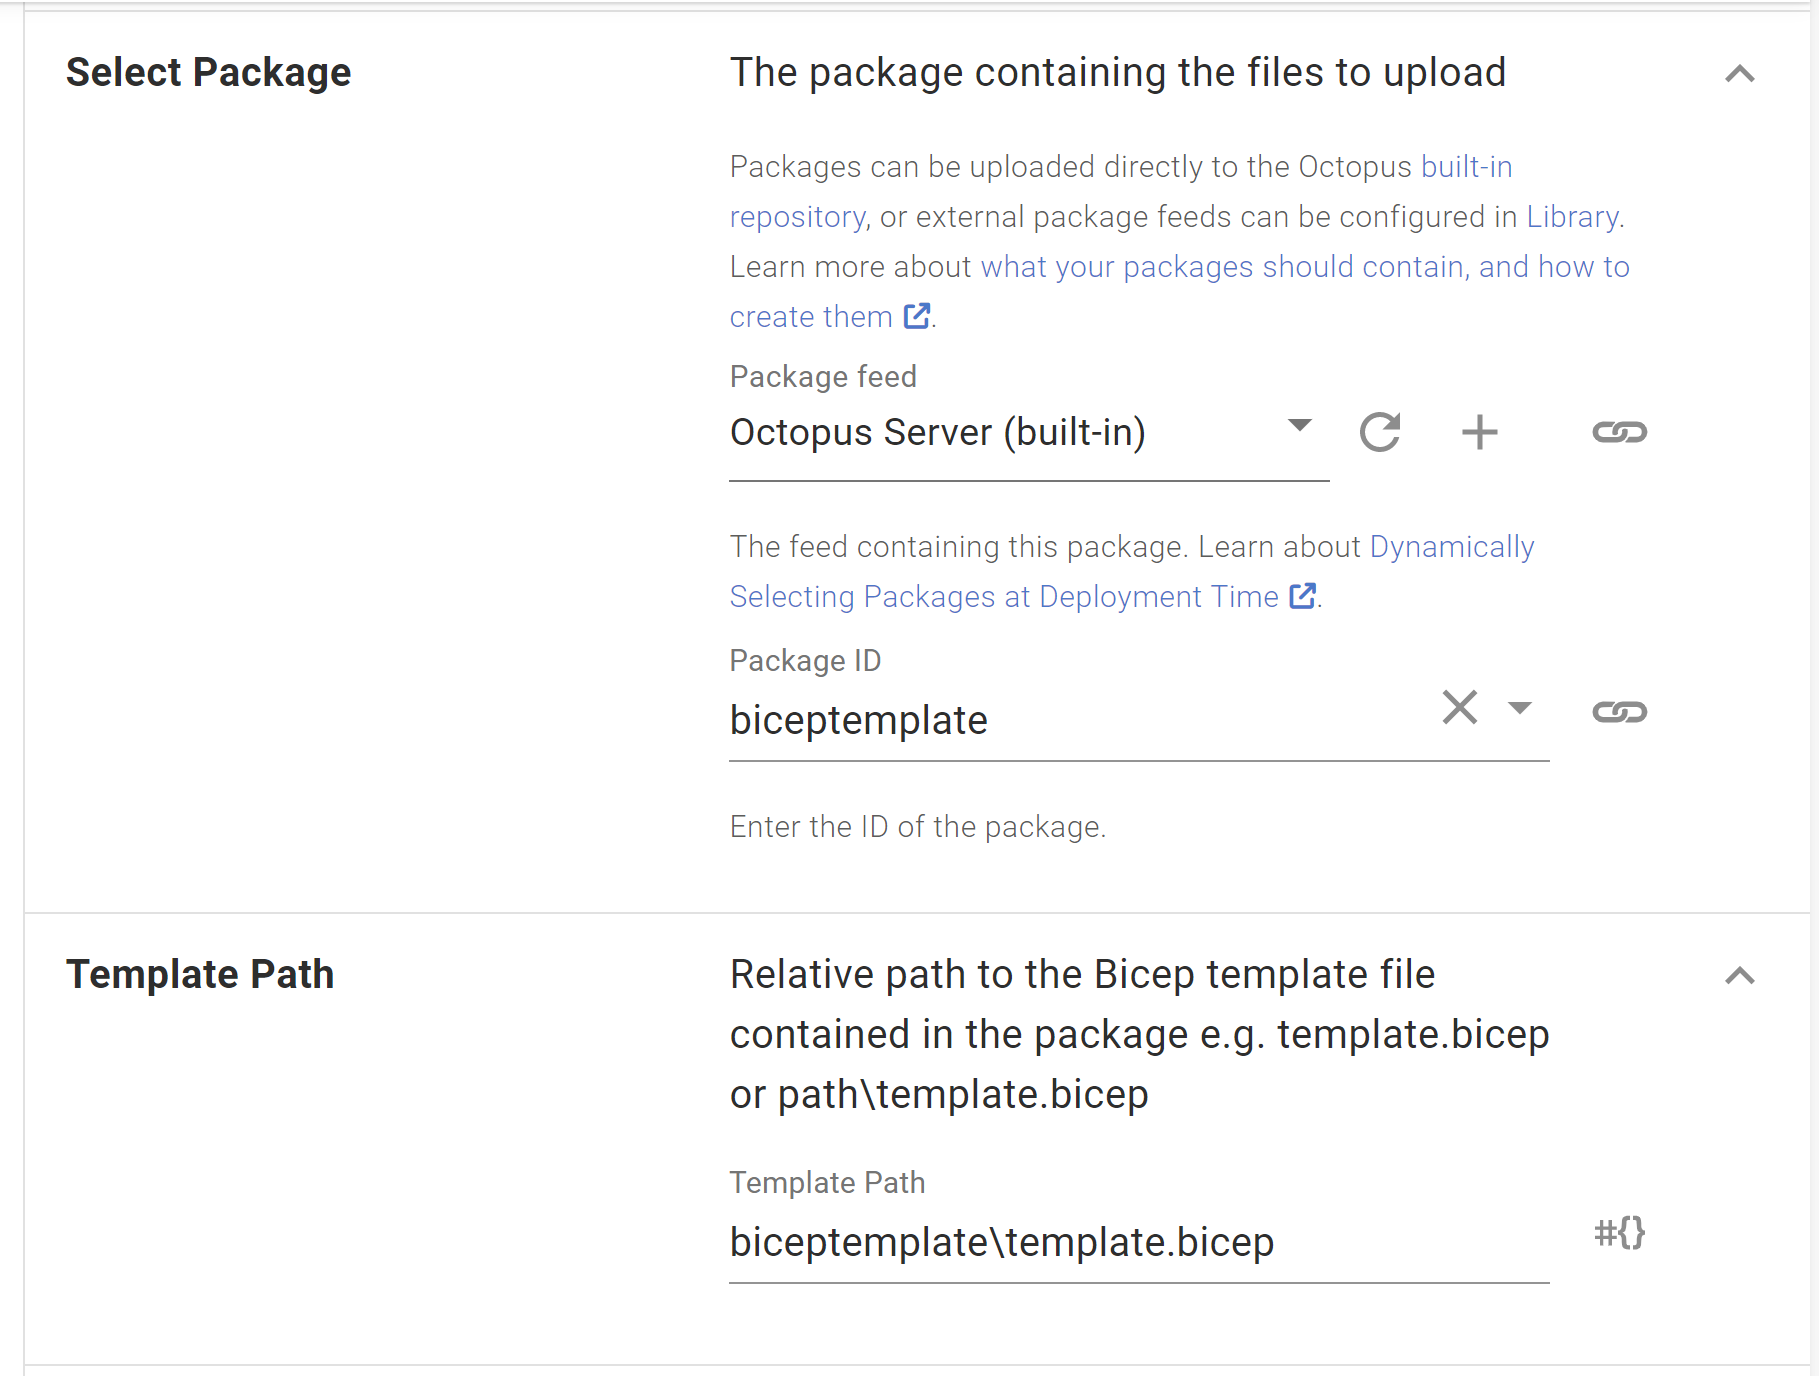 Select Package
The package containing the files to upload
Packages can be uploaded directly to the Octopus built-in
repository, or external package feeds can be configured in Library.
Learn more about what your packages should contain, and how to
create them.
Package feed
Octopus Server (built-in)
The feed containing this package. Learn about Dynamically
Selecting Packages at Deployment Time.
Package ID
biceptemplate
Enter the ID of the package.
Template Path
Relative path to the Bicep template file
contained in the package e.g. template.bicep
or path\template.bicep
Template Path
biceptemplate\template.bicep
#{}